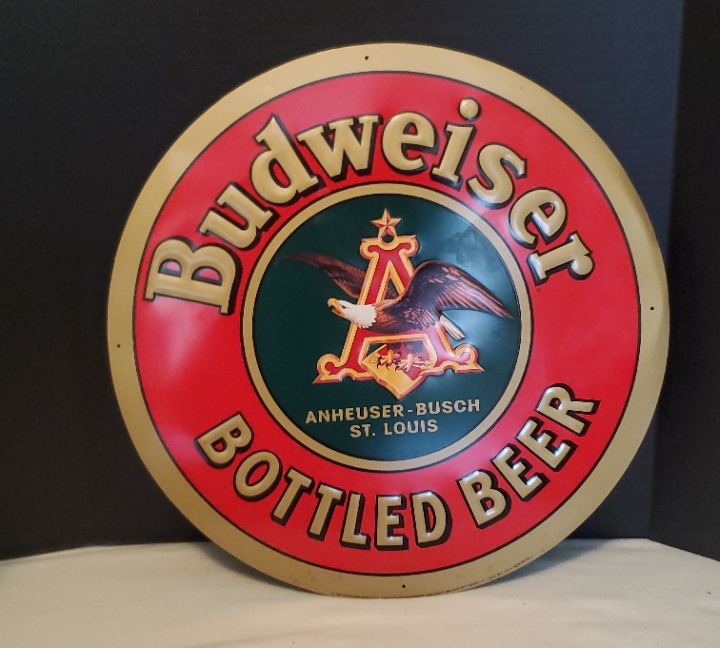 Budweiser
ANHEUSER-BUSCH
ST. LOUIS
BOTTLED BEER